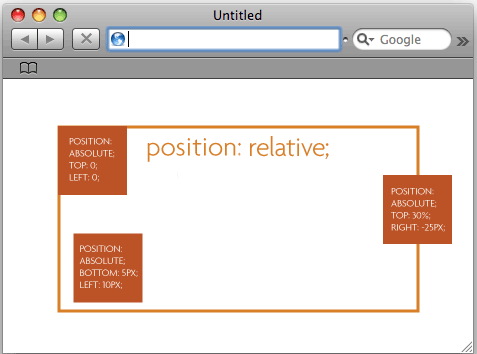 Untitled
Google
position: relative;
POSITION:
ABSOLUTE;
TOP: 0;
LEFT: 0;
POSITION:
ABSOLUTE;
TOP: 30%;
RIGHT: -25PX;
POSITION:
ABSOLUTE;
BOTTOM: 5PX;
LEFT: 10PX;